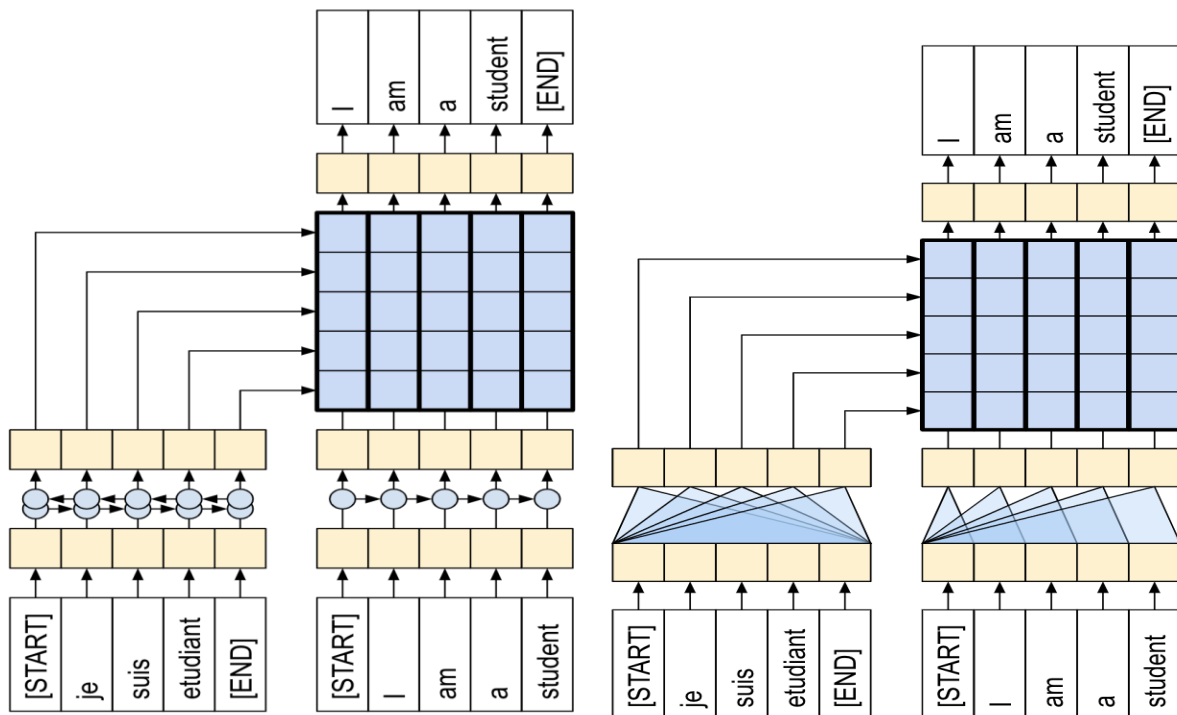 I
am
a
student
[END]
[START]
je
suis
etudiant
[END]
[START]
I
am
a
student
I
am
a
student
[END]
[START]
je
suis
etudiant
[END]
[START]
I
am
a
student